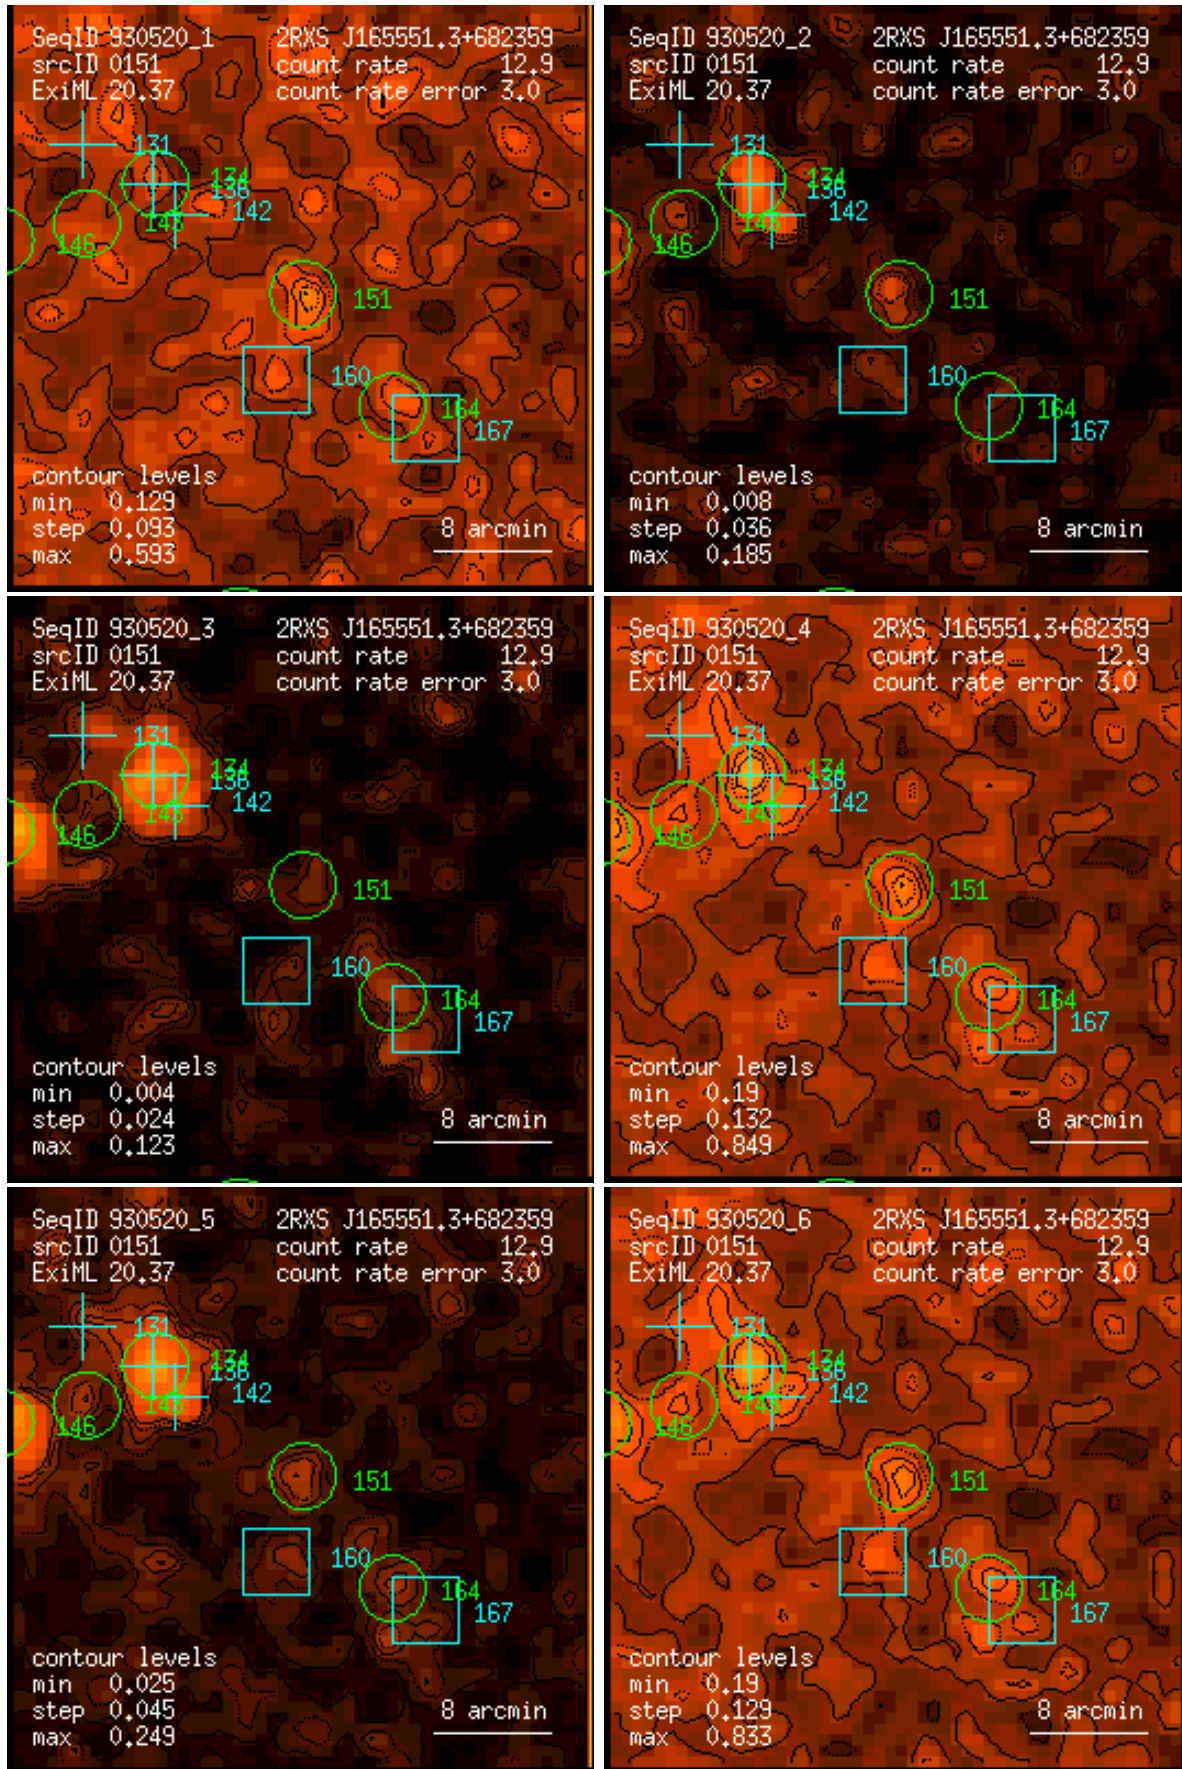 SeqID 930520_1 2RXS J165551.3+682359
srcID 0151 count rate 12.9
ExiML 20.37 count rate error 3.0
131
134
136
142
143
146
151
160
164
167
contour levels
min 0.129
step 0.093 8 arcmin
max 0.593
SeqID 930520_2 2RXS J165551.3+682359
srcID 0151 count rate 12.9
ExiML 20.37 count rate error 3.0
131
134
136
142
143
146
151
160
164
167
contour levels
min 0.008
step 0.036 8 arcmin
max 0.185
SeqID 930520_3 2RXS J165551.3+682359
srcID 0151 count rate 12.9
ExiML 20.37 count rate error 3.0
131
134
136
142
143
146
151
160
164
167
contour levels
min 0.004
step 0.024 8 arcmin
max 0.123
SeqID 930520_4 2RXS J165551.3+682359
srcID 0151 count rate 12.9
ExiML 20.37 count rate error 3.0
131
134
136
142
143
146
151
160
164
167
contour levels
min 0.19
step 0.132 8 arcmin
max 0.849
SeqID 930520_5 2RXS J165551.3+682359
srcID 0151 count rate 12.9
ExiML 20.37 count rate error 3.0
131
134
136
142
143
146
151
160
164
167
contour levels
min 0.025
step 0.045 8 arcmin
max 0.249
SeqID 930520_6 2RXS J165551.3+682359
srcID 0151 count rate 12.9
ExiML 20.37 count rate error 3.0
131
134
136
142
143
146
151
160
164
167
contour levels
min 0.19
step 0.129 8 arcmin
max 0.833